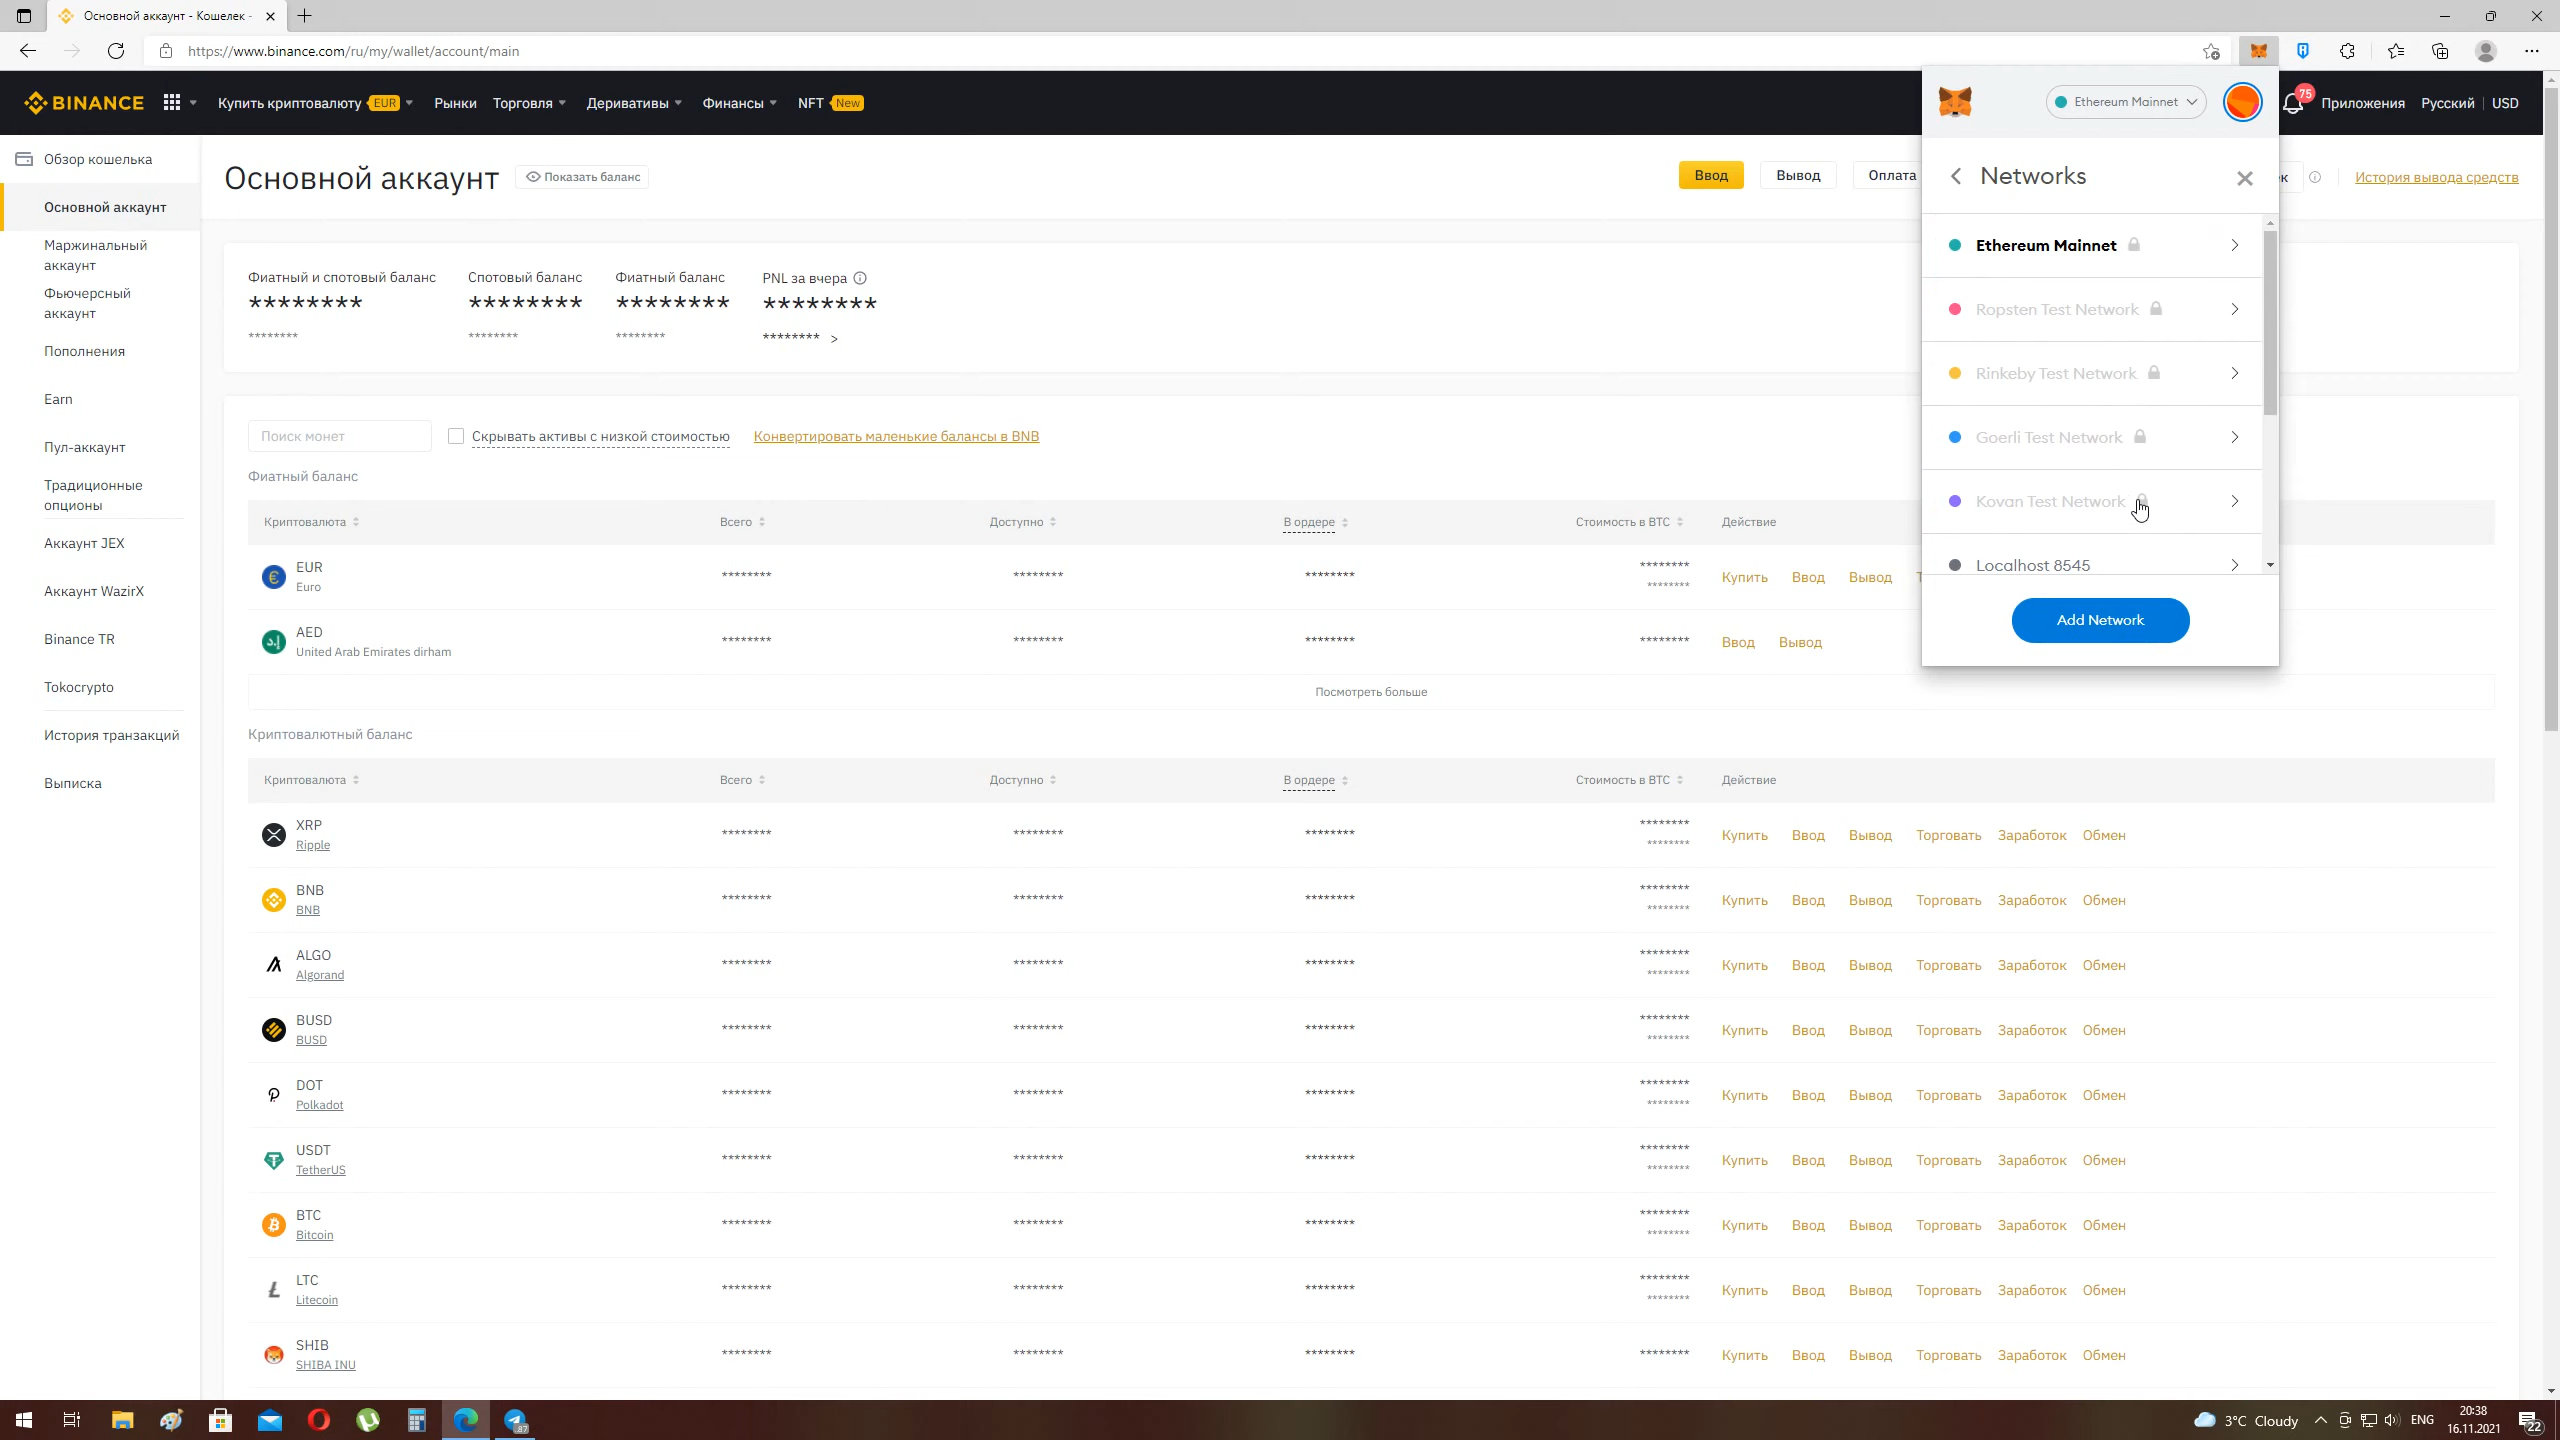 Основной аккаунт - Кошелек -
https://www.binance.com/ru/my/wallet/account/main
BINANCE Купить криптовалюту EUR Рынки Торговля Деривативы Финансы NFT New 75 Приложения Русский USD
Ethereum Mainnet
Обзор кошелька
Основной аккаунт
Маржинальный
аккаунт
Фьючерсный
аккаунт
Пополнения
Earn
Пул-аккаунт
Традиционные
опционы
Аккаунт JEX
Аккаунт WazirX
Binance TR
Tokocrypto
История транзакций
Выписка
Основной аккаунт Показать баланс Ввод Вывод Оплата ек История вывода средств
Фиатный и спотовый баланс Спотовый баланс Фиатный баланс PNL за вчера
******** ******** ******** ********
******** ******** ******** ******** >
Поиск монет Скрывать активы с низкой стоимостью Конвертировать маленькие балансы в BNB
Фиатный баланс
Криптовалюта Всего Доступно В ордере Стоимость в BTC Действие
EUR ******** ******** ******** ******** Купить Ввод Вывод Т
Euro ********
AED ******** ******** ******** ******** Ввод Вывод
United Arab Emirates dirham
Посмотреть больше
Криптовалютный баланс
Криптовалюта Всего Доступно В ордере Стоимость в BTC Действие
XRP ******** ******** ******** ******** Купить Ввод Вывод Торговать Заработок Обмен
Ripple ********
BNB ******** ******** ******** ******** Купить Ввод Вывод Торговать Заработок Обмен
BNB ********
ALGO ******** ******** ******** ******** Купить Ввод Вывод Торговать Заработок Обмен
Algorand ********
BUSD ******** ******** ******** ******** Купить Ввод Вывод Торговать Заработок Обмен
BUSD ********
DOT ******** ******** ******** ******** Купить Ввод Вывод Торговать Заработок Обмен
Polkadot ********
USDT ******** ******** ******** ******** Купить Ввод Вывод Торговать Заработок Обмен
TetherUS ********
BTC ******** ******** ******** ******** Купить Ввод Вывод Торговать Заработок Обмен
Bitcoin ********
LTC ******** ******** ******** ******** Купить Ввод Вывод Торговать Заработок Обмен
Litecoin ********
SHIB ******** ******** ******** ******** Купить Ввод Вывод Торговать Заработок Обмен
SHIBA INU
Networks
Ethereum Mainnet
Ropsten Test Network
Rinkeby Test Network
Goerli Test Network
Kovan Test Network
Localhost 8545
Add Network
87
3°C Cloudy ENG 20:38
16.11.2021 22